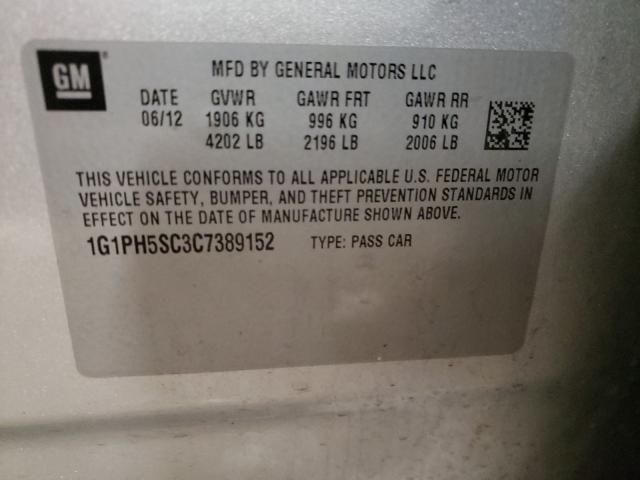 GM
MFD BY GENERAL MOTORS LLC
DATE GVWR GAWR FRT GAWR RR
06/12 1906 KG 996 KG 910 KG
4202 LB 2196 LB 2006 LB
THIS VEHICLE CONFORMS TO ALL APPLICABLE U.S. FEDERAL MOTOR
VEHICLE SAFETY, BUMPER, AND THEFT PREVENTION STANDARDS IN
EFFECT ON THE DATE OF MANUFACTURE SHOWN ABOVE.
1G1PH5SC3C7389152 TYPE: PASS CAR